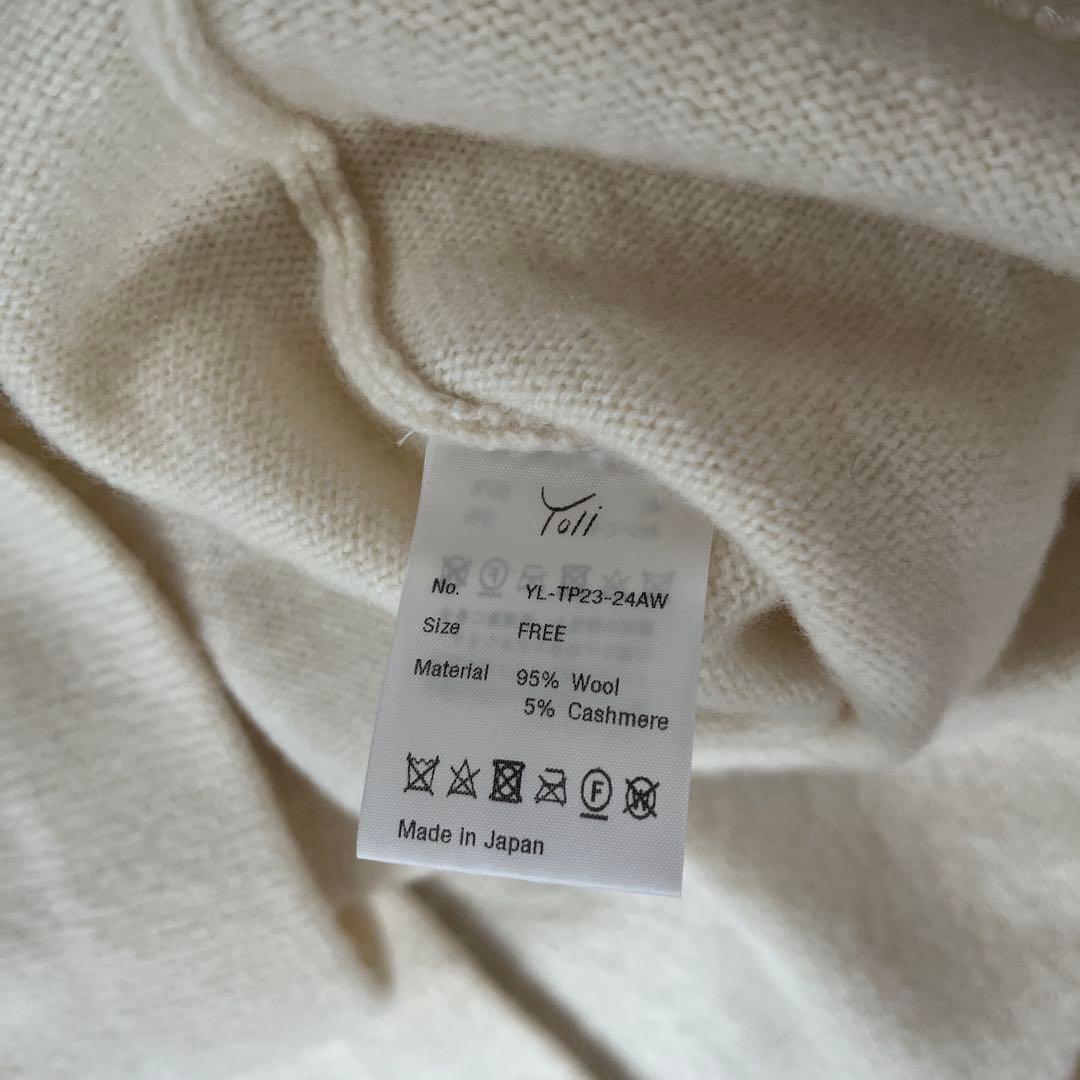 Yoli
No. YL-TP23-24AW
Size FREE
Material 95% Wool
5% Cashmere
F W
Made in Japan